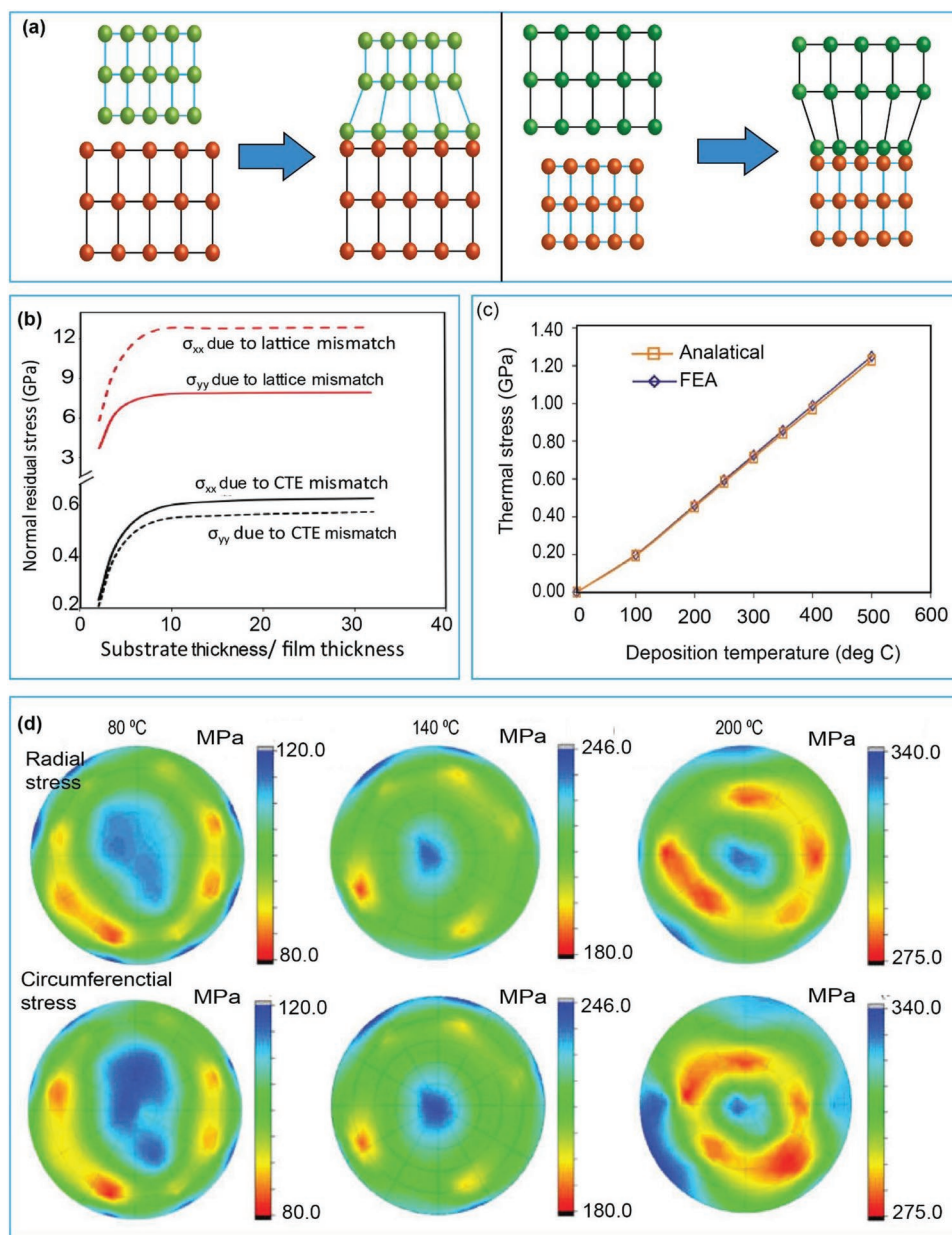 (a)
(b)
Normal residual stress (GPa)
12
9
6
3
0.6
0.4
0.2
σxx due to lattice mismatch
σyy due to lattice mismatch
σxx due to CTE mismatch
σyy due to CTE mismatch
0 10 20 30 40
Substrate thickness/ film thickness
(c)
Thermal stress (GPa)
1.40
1.20
1.00
0.80
0.60
0.40
0.20
0.00
Analatical
FEA
0 100 200 300 400 500 600
Deposition temperature (deg C)
(d)
80 ºC 140 ºC 200 ºC
Radial
stress
MPa MPa MPa
120.0 246.0 340.0
80.0 180.0 275.0
Circumferenctial
stress
MPa MPa MPa
120.0 246.0 340.0
80.0 180.0 275.0